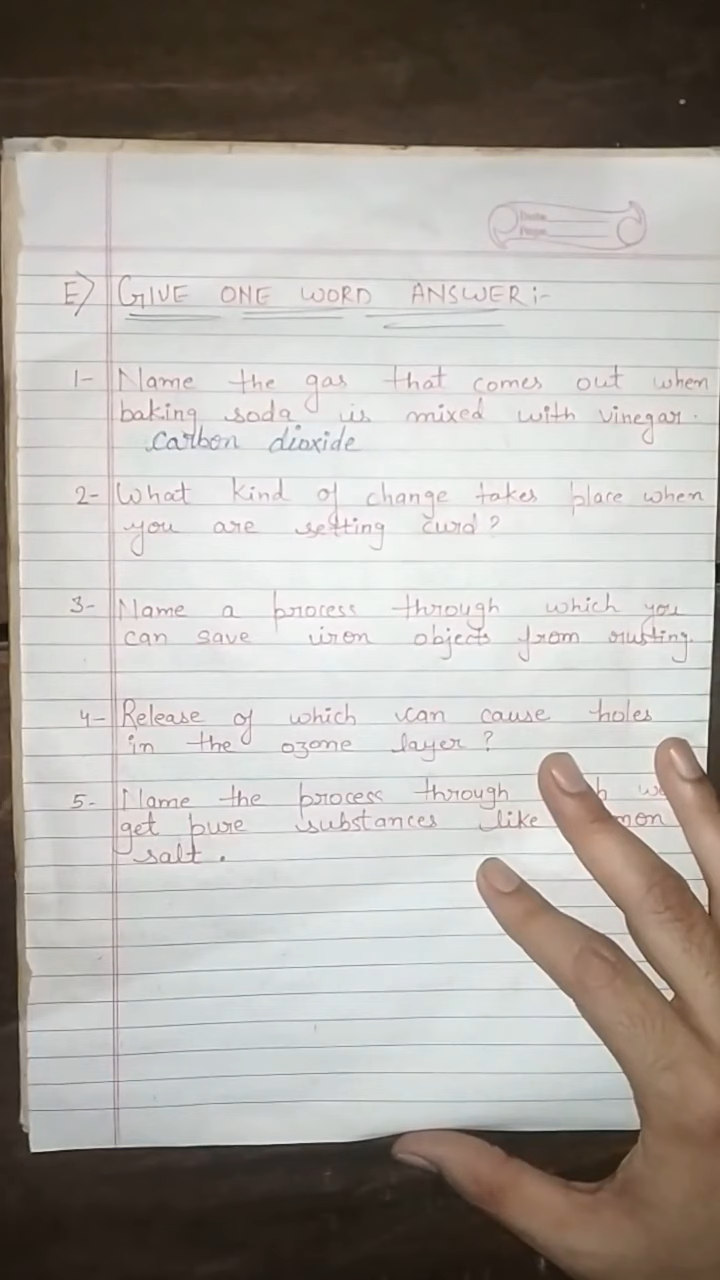 E) GIVE ONE WORD ANSWER :-
1- Name the gas that comes out when
baking soda is mixed with vinegar.
carbon dioxide
2- What kind of change takes place when
you are setting curd?
3- Name a process through which you
can save iron objects from rusting.
4- Release of which can cause holes
in the ozone layer?
5- Name the process through
get pure substances like
salt.